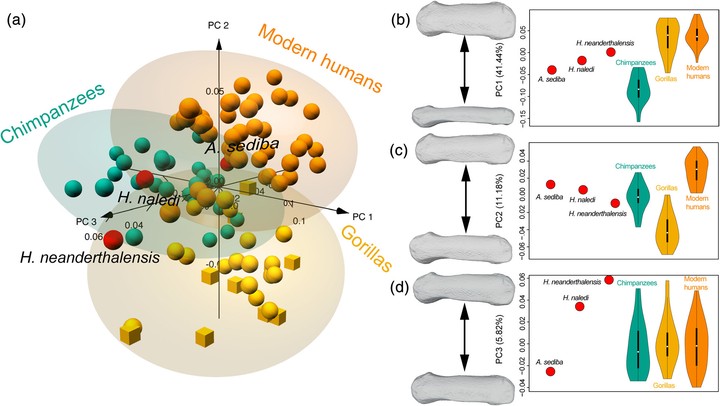 (a)
PC 2
Modern humans
0.05
Chimpanzees
A. sediba
H. naledi
PC 3
0.06
0.04
0.1
PC 1
H. neanderthalensis
Gorillas
(b)
PC1 (41.44%)
0.05
0.00
-0.05
-0.10
-0.15
A. sediba
H. naledi
H. neanderthalensis
Chimpanzees
Gorillas
Modern
humans
(c)
PC2 (11.18%)
0.04
0.02
0.00
-0.02
-0.04
-0.06
A. sediba
H. naledi
H. neanderthalensis
Chimpanzees
Gorillas
Modern
humans
(d)
PC3 (5.82%)
0.06
0.04
0.02
0.00
-0.02
-0.04
H. neanderthalensis
H. naledi
A. sediba
Chimpanzees
Gorillas
Modern
humans